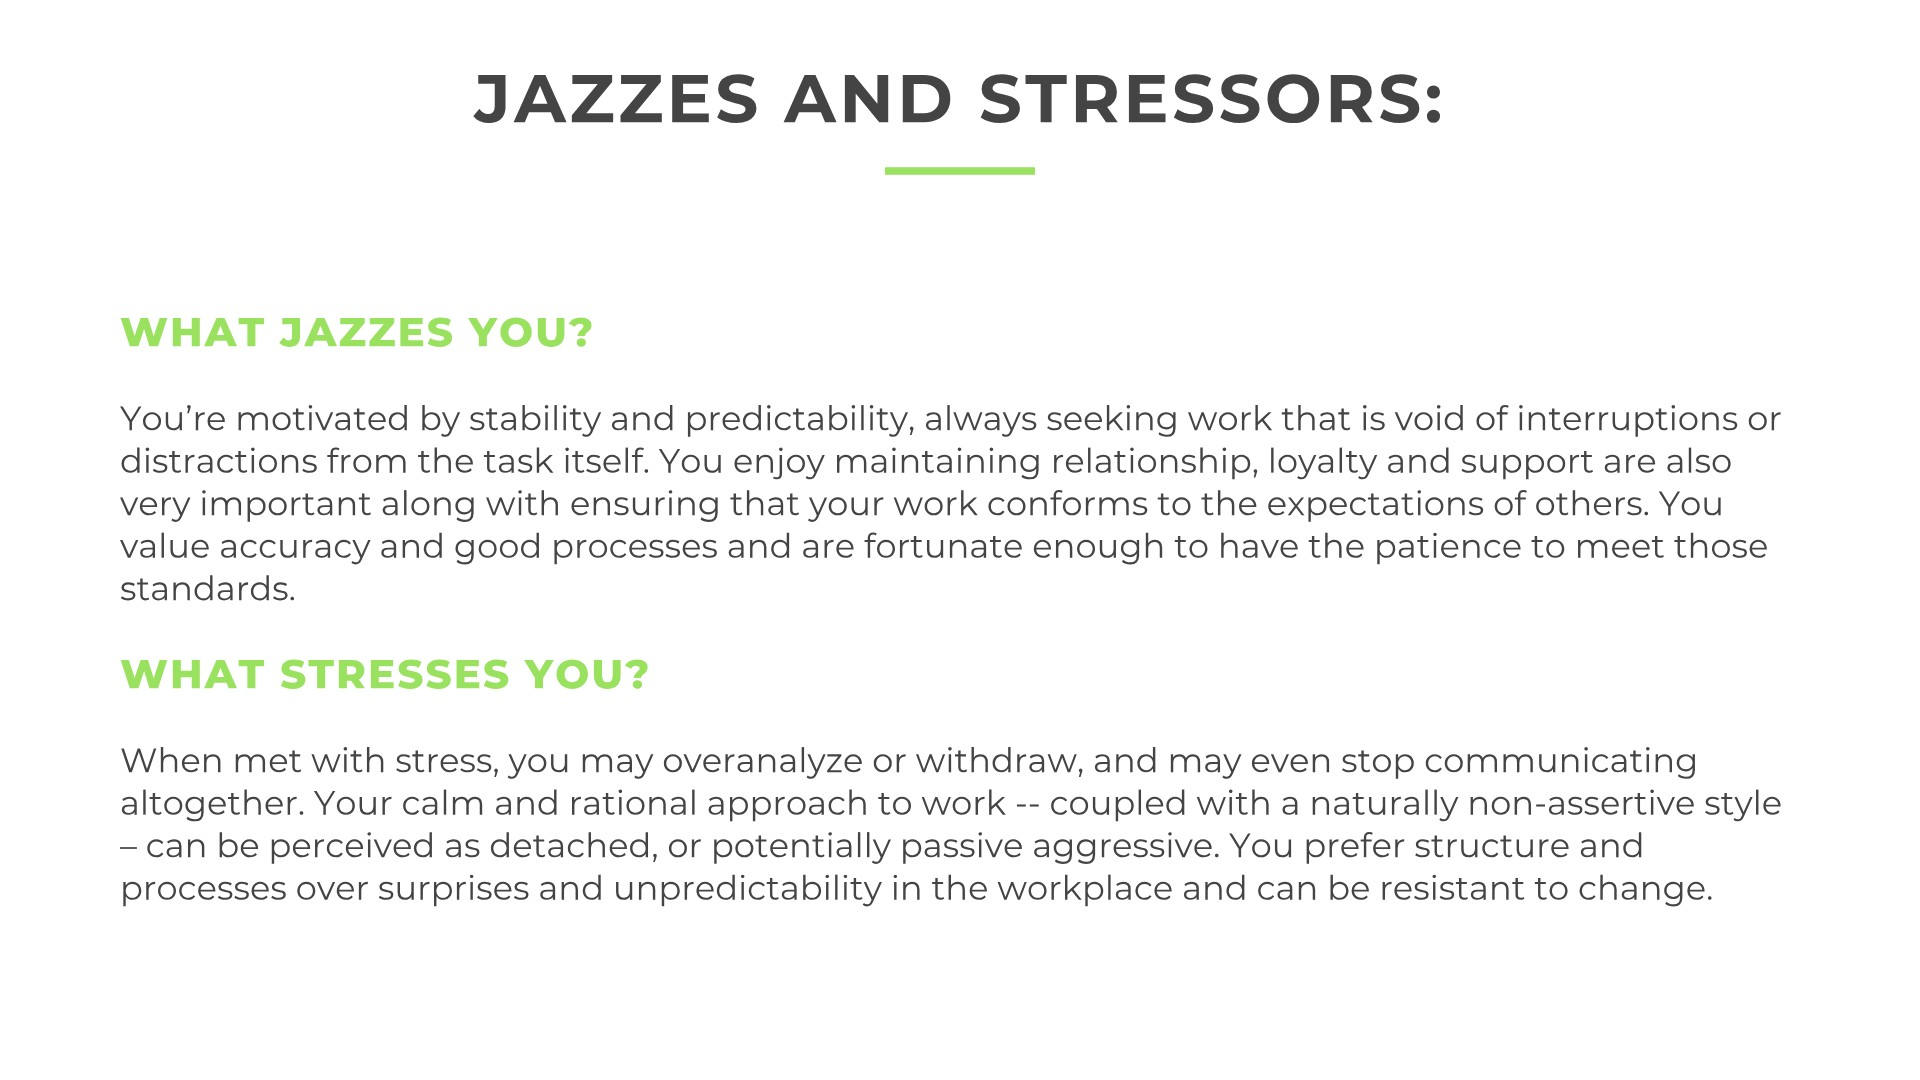 JAZZES AND STRESSORS:
WHAT JAZZES YOU?
You’re motivated by stability and predictability, always seeking work that is void of interruptions or
distractions from the task itself. You enjoy maintaining relationship, loyalty and support are also
very important along with ensuring that your work conforms to the expectations of others. You
value accuracy and good processes and are fortunate enough to have the patience to meet those
standards.
WHAT STRESSES YOU?
When met with stress, you may overanalyze or withdraw, and may even stop communicating
altogether. Your calm and rational approach to work -- coupled with a naturally non-assertive style
– can be perceived as detached, or potentially passive aggressive. You prefer structure and
processes over surprises and unpredictability in the workplace and can be resistant to change.